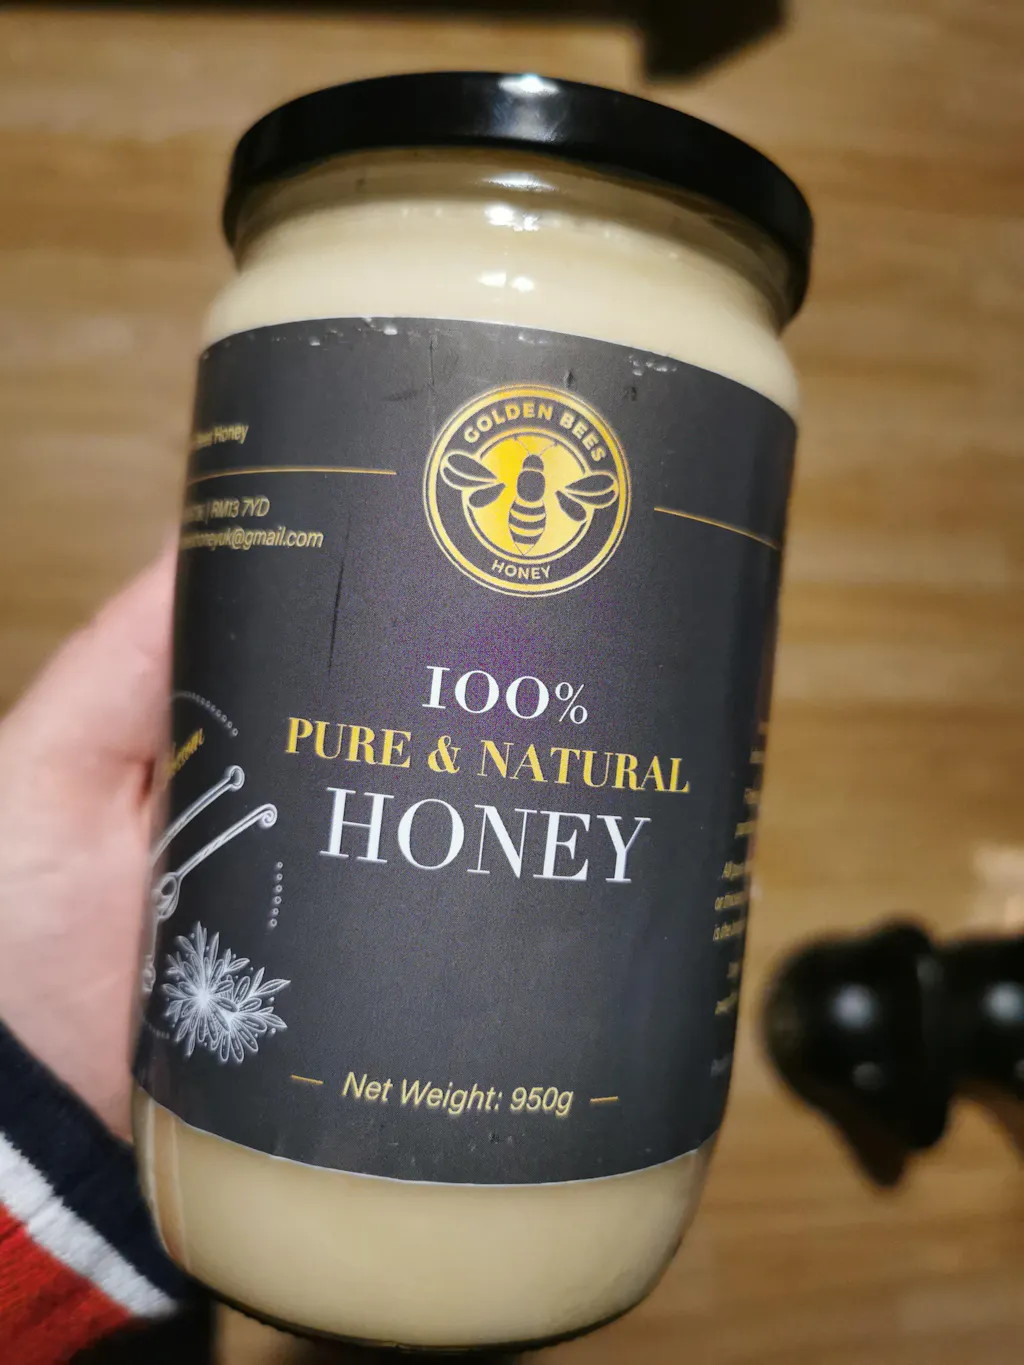 GOLDEN BEES
HONEY
Honey
| RM13 7YD
honeyuk@gmail.com
100%
PURE & NATURAL
HONEY
Net Weight: 950g